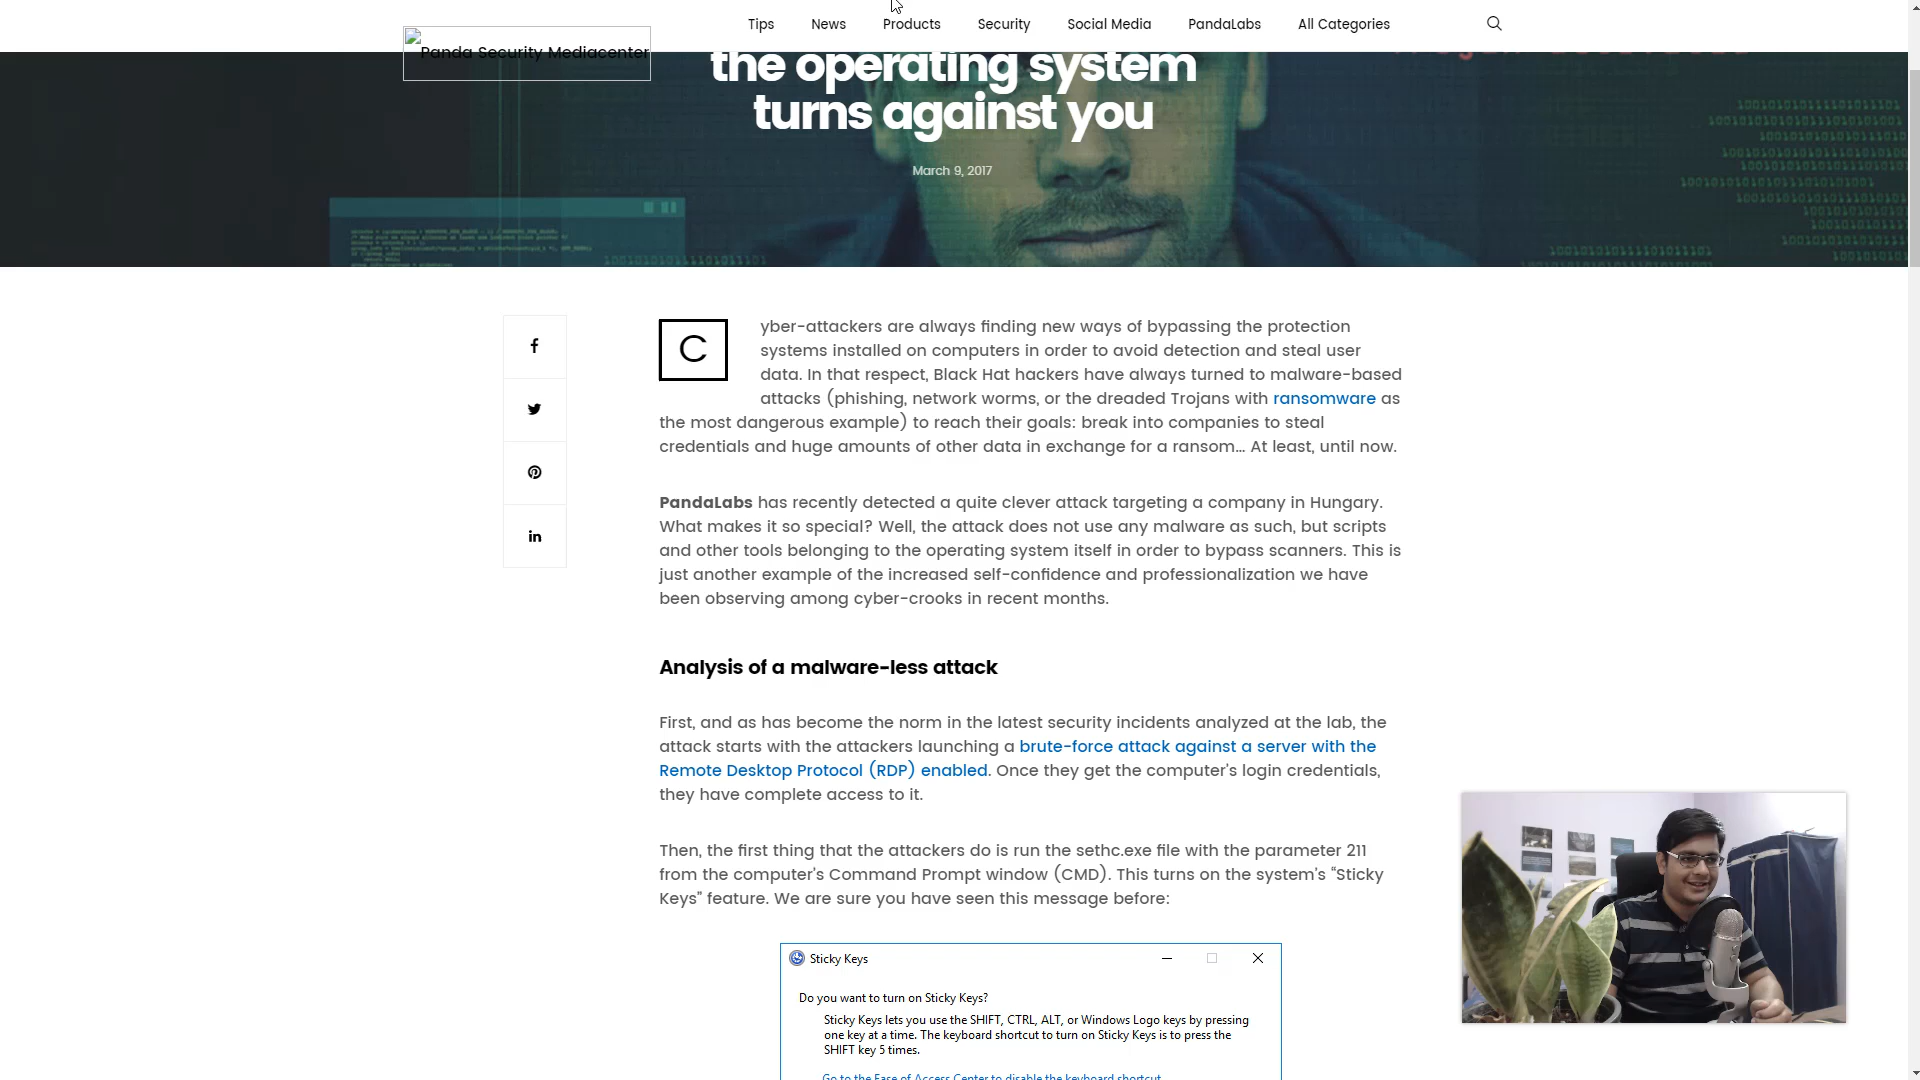 Tips News Products Security Social Media PandaLabs All Categories
Panda Security Mediacenter
the operating system
turns against you
March 9, 2017
Cyber-attackers are always finding new ways of bypassing the protection
systems installed on computers in order to avoid detection and steal user
data. In that respect, Black Hat hackers have always turned to malware-based
attacks (phishing, network worms, or the dreaded Trojans with ransomware as
the most dangerous example) to reach their goals: break into companies to steal
credentials and huge amounts of other data in exchange for a ransom... At least, until now.
PandaLabs has recently detected a quite clever attack targeting a company in Hungary.
What makes it so special? Well, the attack does not use any malware as such, but scripts
and other tools belonging to the operating system itself in order to bypass scanners. This is
just another example of the increased self-confidence and professionalization we have
been observing among cyber-crooks in recent months.
Analysis of a malware-less attack
First, and as has become the norm in the latest security incidents analyzed at the lab, the
attack starts with the attackers launching a brute-force attack against a server with the
Remote Desktop Protocol (RDP) enabled. Once they get the computer's login credentials,
they have complete access to it.
Then, the first thing that the attackers do is run the sethc.exe file with the parameter 211
from the computer's Command Prompt window (CMD). This turns on the system's “Sticky
Keys” feature. We are sure you have seen this message before:
Sticky Keys
Do you want to turn on Sticky Keys?
Sticky Keys lets you use the SHIFT, CTRL, ALT, or Windows Logo keys by pressing
one key at a time. The keyboard shortcut to turn on Sticky Keys is to press the
SHIFT key 5 times.
Go to the Ease of Access Center to disable the keyboard shortcut